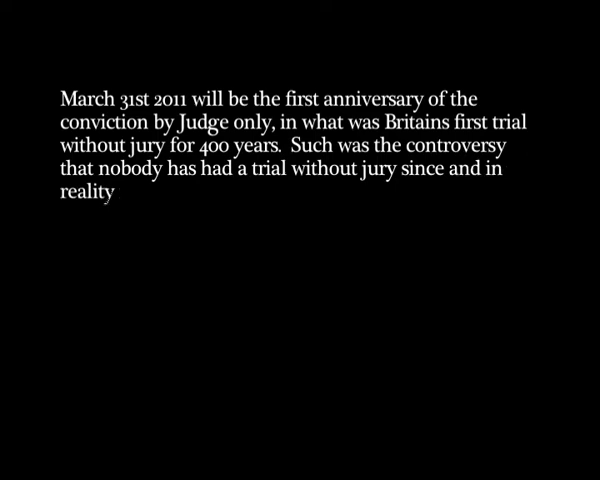 March 31st 2011 will be the first anniversary of the
conviction by Judge only, in what was Britains first trial
without jury for 400 years.  Such was the controversy
that nobody has had a trial without jury since and in
reality